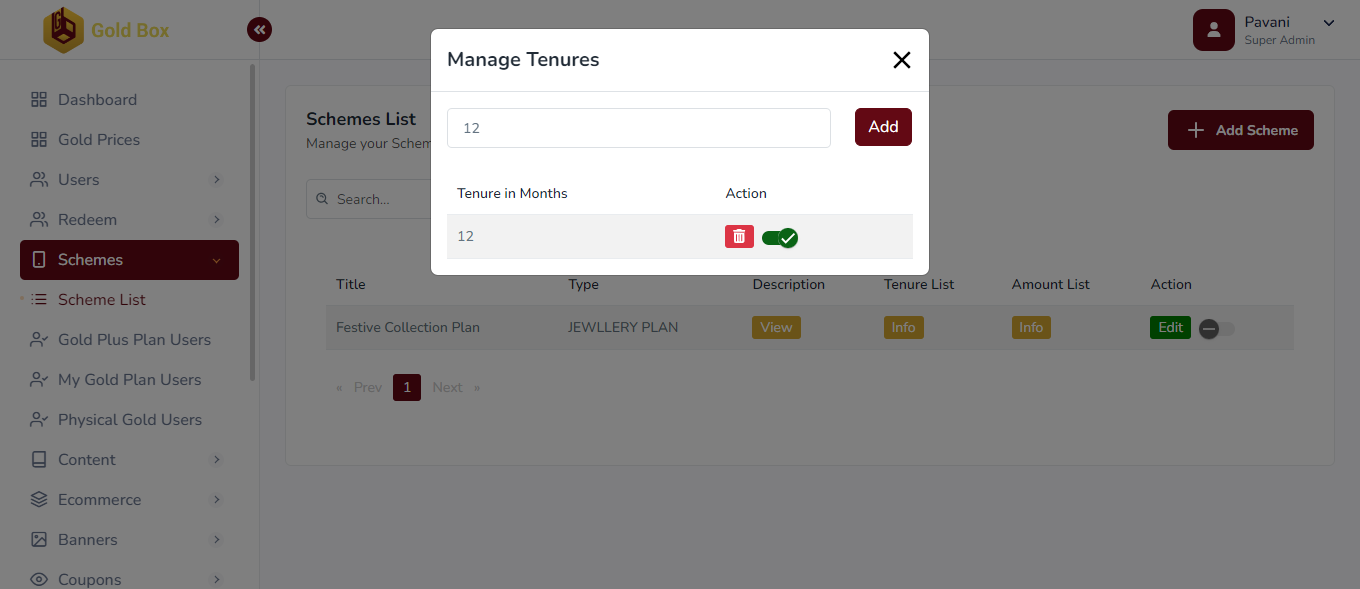 Gold Box
Pavani
Super Admin
Manage Tenures
12
Add
Tenure in Months
Action
12
Dashboard
Gold Prices
Users
Redeem
Schemes
Scheme List
Gold Plus Plan Users
My Gold Plan Users
Physical Gold Users
Content
Ecommerce
Banners
Coupons
Schemes List
Manage your Schem
Add Scheme
Search...
Title Type Description Tenure List Amount List Action
Festive Collection Plan JEWLLERY PLAN View Info Info Edit
« Prev 1 Next »